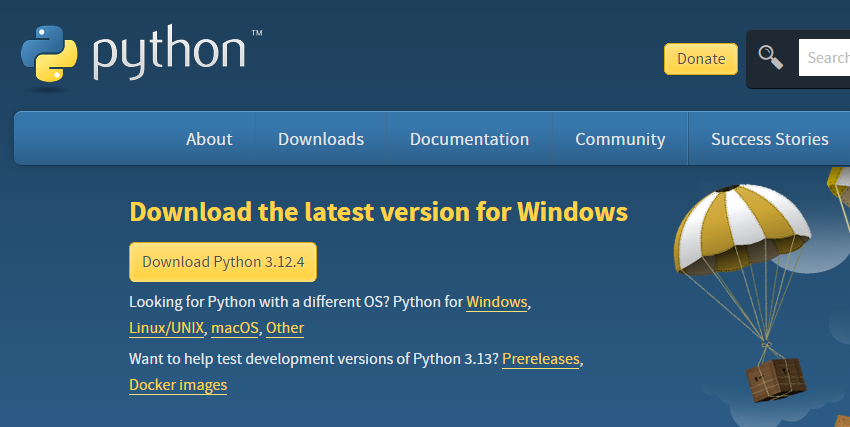 python™
Donate
Search
About Downloads Documentation Community Success Stories
Download the latest version for Windows
Download Python 3.12.4
Looking for Python with a different OS? Python for Windows,
Linux/UNIX, macOS, Other
Want to help test development versions of Python 3.13? Prereleases,
Docker images